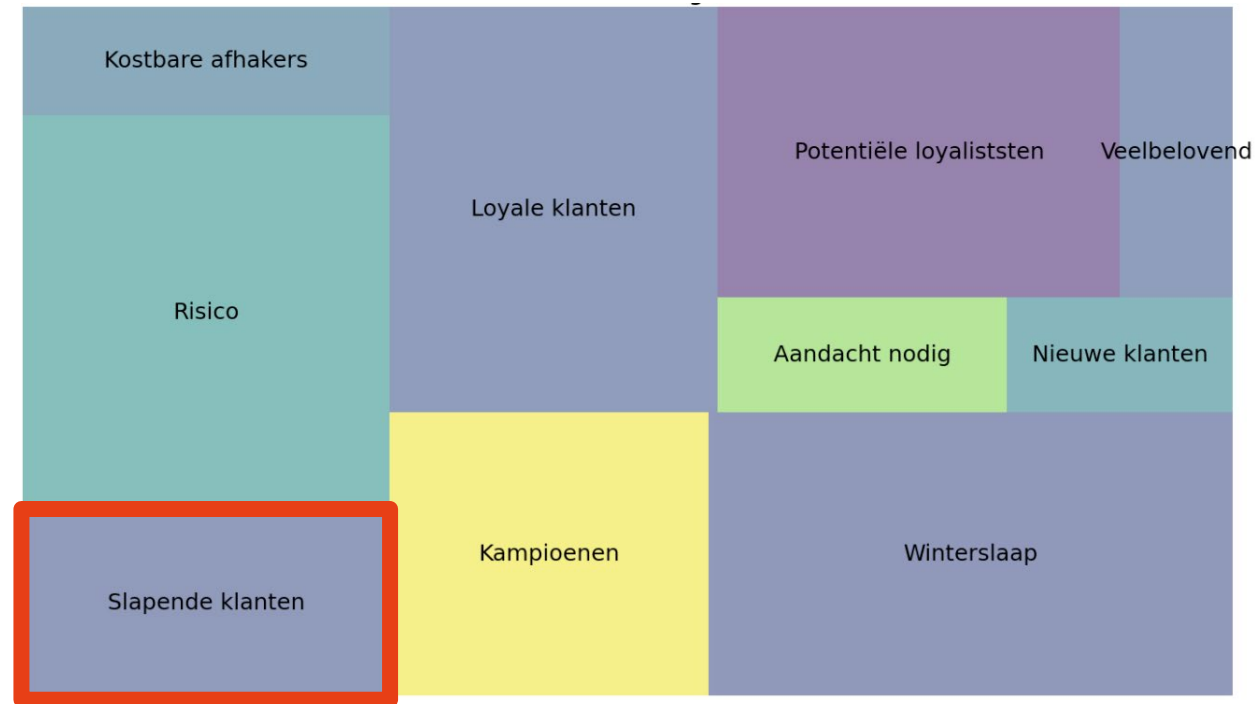 Kostbare afhakers
Risico
Slapende klanten
Loyale klanten
Kampioenen
Potentiële loyaliststen
Veelbelovend
Aandacht nodig
Nieuwe klanten
Winterslaap